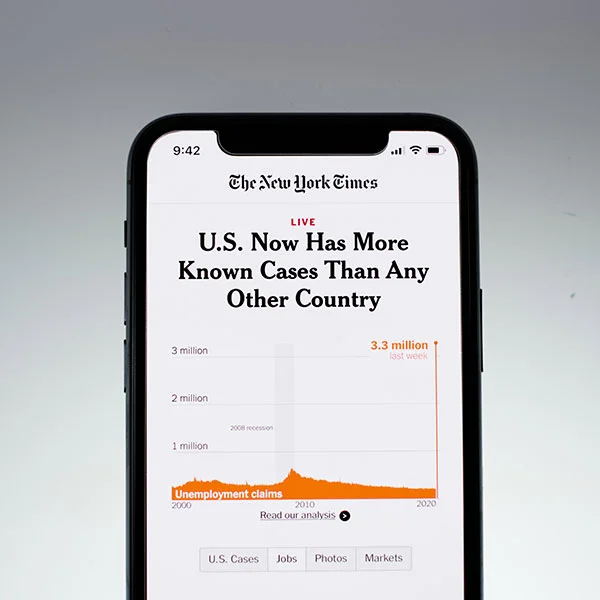 9:42
The New York Times
LIVE
U.S. Now Has More
Known Cases Than Any
Other Country
3.3 million
last week
3 million
2 million
2008 recession
1 million
Unemployment claims
2000 2010 2020
Read our analysis
U.S. Cases Jobs Photos Markets